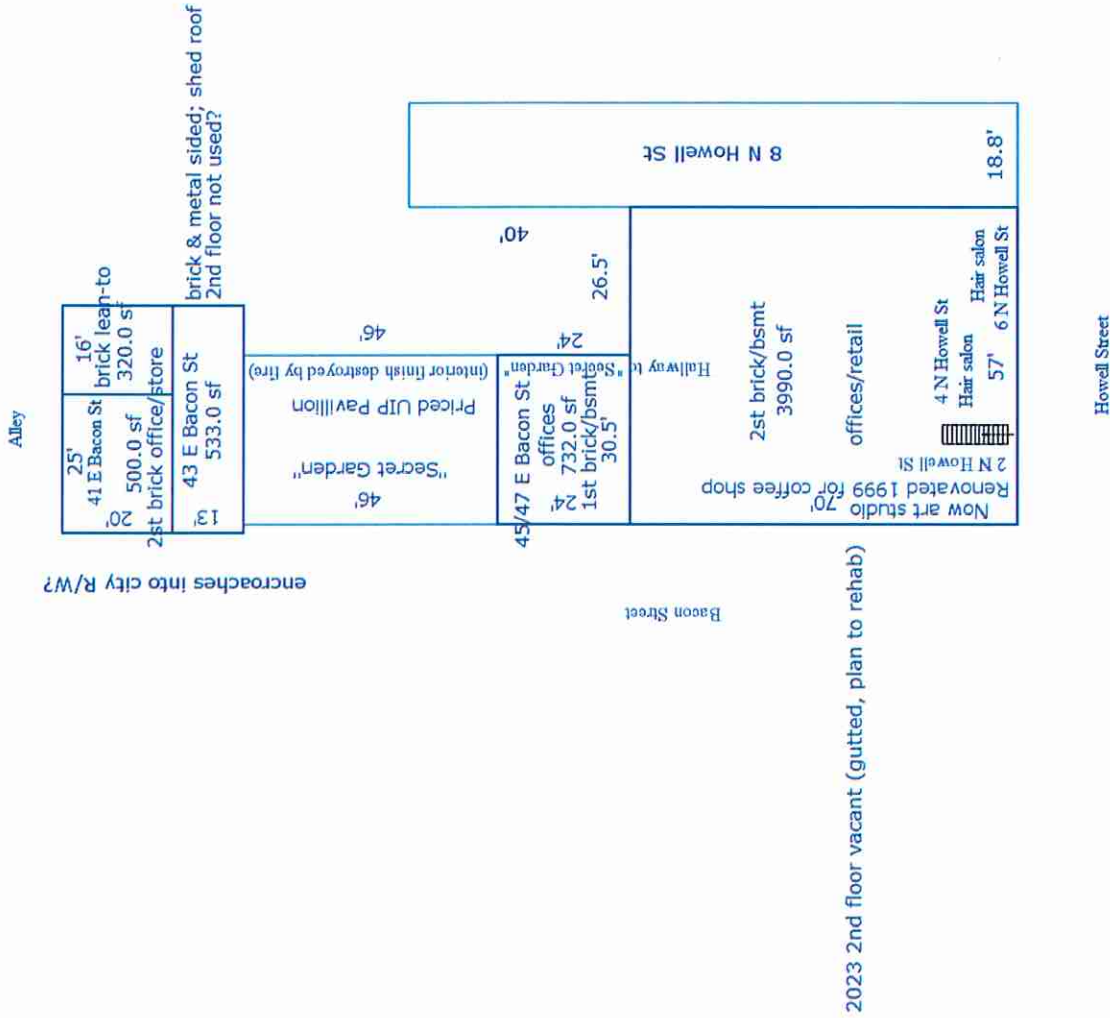 Alley
25'
41 E Bacon St
500.0 sf
20'
2st brick office/store
16'
brick lean-to
320.0 sf
43 E Bacon St
533.0 sf
13'
brick & metal sided; shed roof
2nd floor not used?
encroaches into city R/W?
46'
"Secret Garden"
Priced UIP Pavillion
(interior finish destroyed by fire)
46'
45/47 E Bacon St
offices
732.0 sf
24'
1st brick/bsmt
30.5'
24'
Hallway to "Secret Garden"
26.5'
40'
8 N Howell St
18.8'
Bacon Street
2st brick/bsmt
3990.0 sf
offices/retail
70'
Now art studio
Renovated 1999 for coffee shop
2 N Howell St
4 N Howell St
Hair salon
57'
Hair salon
6 N Howell St
2023 2nd floor vacant (gutted, plan to rehab)
Howell Street